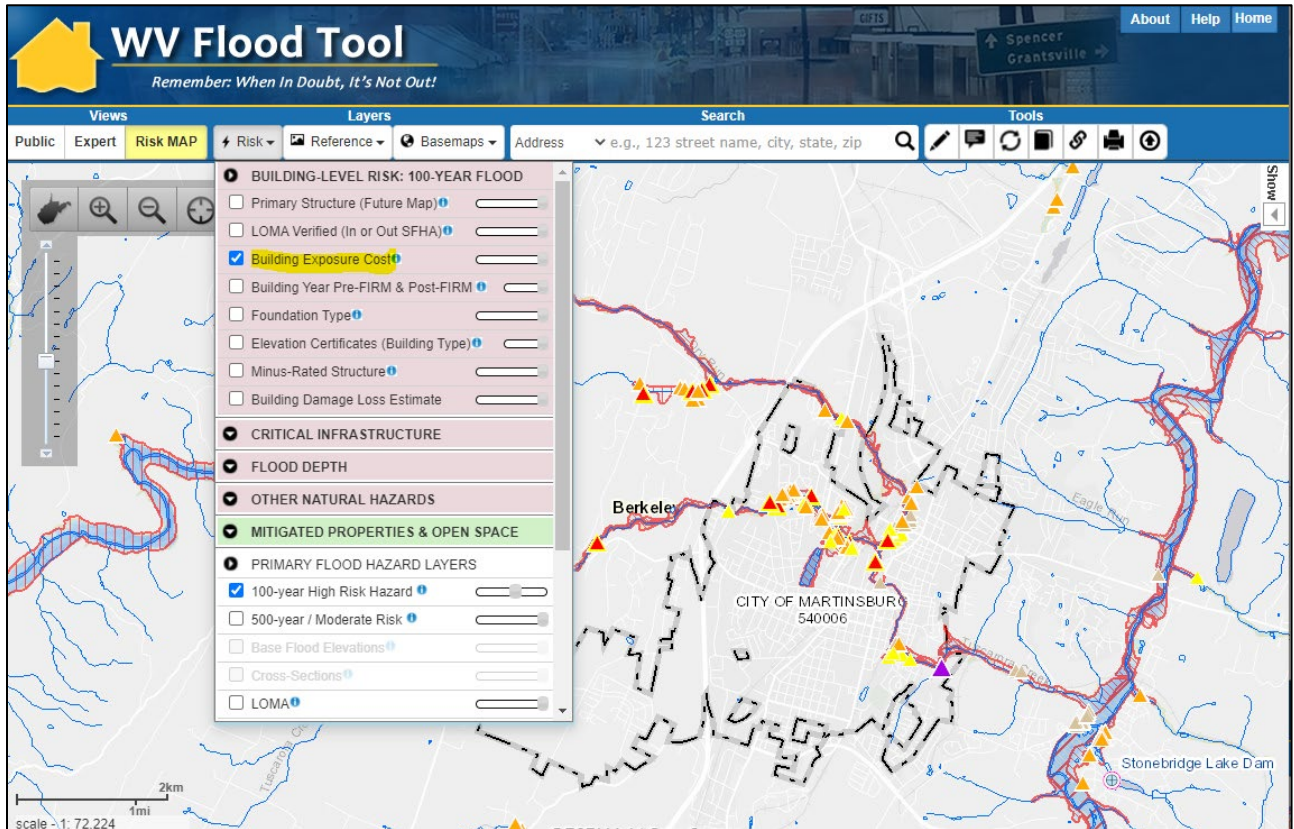 About Help Home
WV Flood Tool
Remember: When In Doubt, It's Not Out!
GIFTS
Spencer
Grantsville
Views Layers Search Tools
Public Expert Risk MAP Risk Reference Basemaps Address e.g., 123 street name, city, state, zip
Show
BUILDING-LEVEL RISK: 100-YEAR FLOOD
Primary Structure (Future Map)
LOMA Verified (In or Out SFHA)
Building Exposure Cost
Building Year Pre-FIRM & Post-FIRM
Foundation Type
Elevation Certificates (Building Type)
Minus-Rated Structure
Building Damage Loss Estimate
CRITICAL INFRASTRUCTURE
FLOOD DEPTH
OTHER NATURAL HAZARDS
MITIGATED PROPERTIES & OPEN SPACE
PRIMARY FLOOD HAZARD LAYERS
100-year High Risk Hazard
500-year / Moderate Risk
Base Flood Elevations
Cross-Sections
LOMA
Berkeley
Eagle Run
CITY OF MARTINSBURG
540006
Tuscarora Creek
Stonebridge Lake Dam
2km
1mi
scale - 1: 72,224